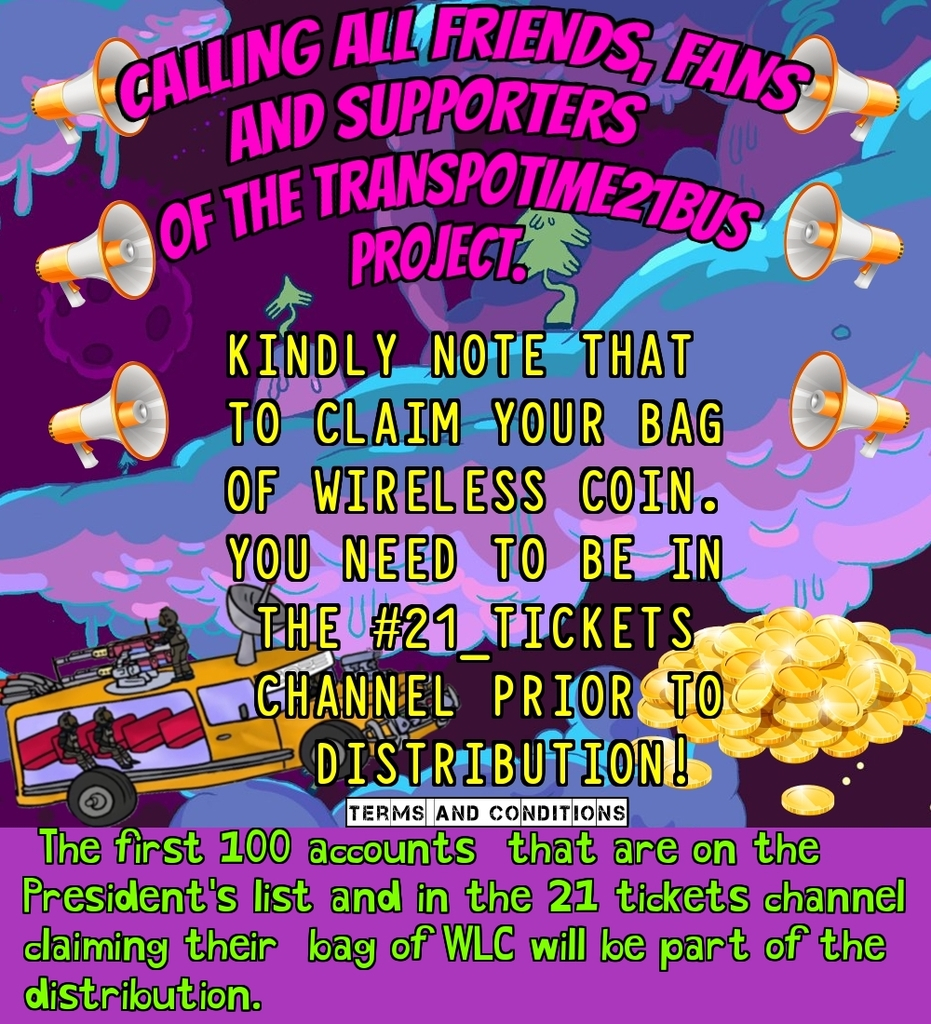 CALLING ALL FRIENDS, FANS
AND SUPPORTERS
OF THE TRANSPOTIME21BUS
PROJECT.
KINDLY NOTE THAT
TO CLAIM YOUR BAG
OF WIRELESS COIN.
YOU NEED TO BE IN
THE #21_TICKETS
CHANNEL PRIOR TO
DISTRIBUTION!
TERMS AND CONDITIONS
The first 100 accounts that are on the
President's list and in the 21 tickets channel
claiming their bag of WLC will be part of the
distribution.